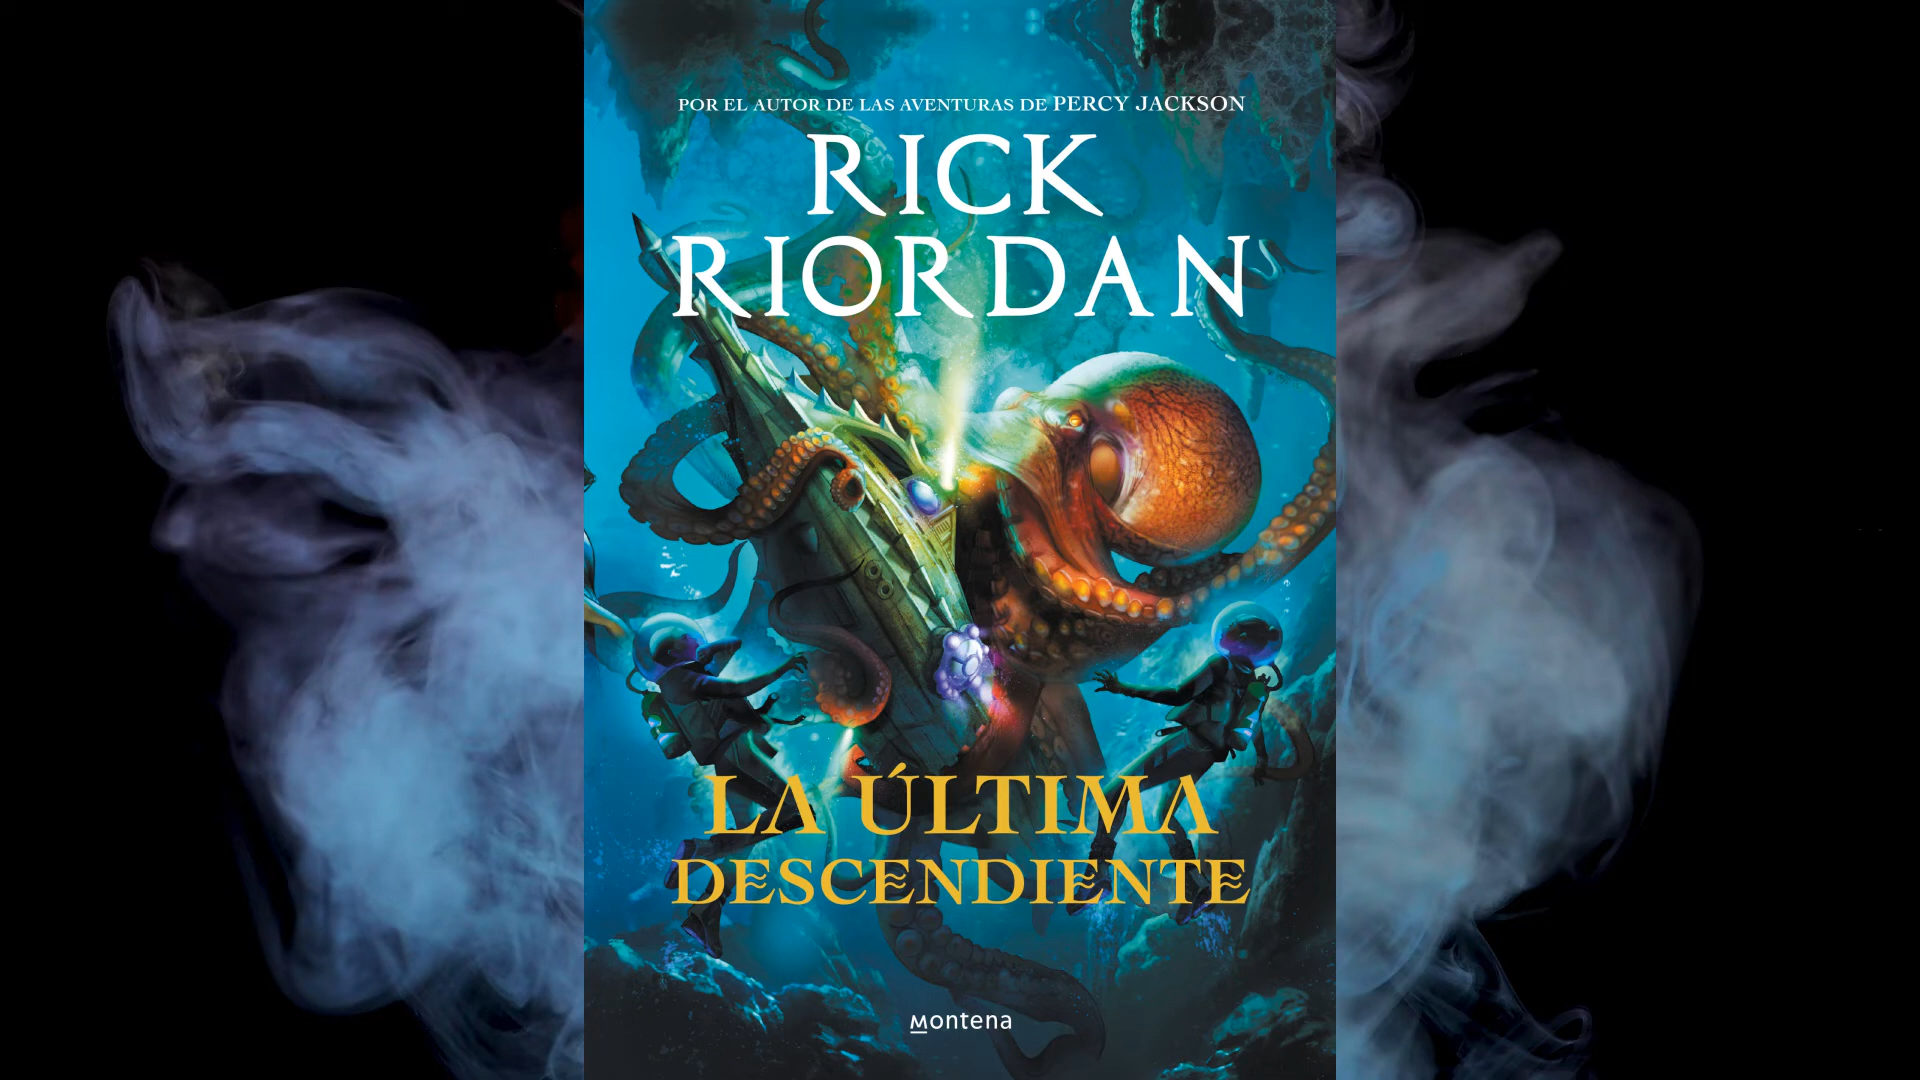 POR EL AUTOR DE LAS AVENTURAS DE PERCY JACKSON
RICK
RIORDAN
LA ÚLTIMA
DESCENDIENTE
Montena